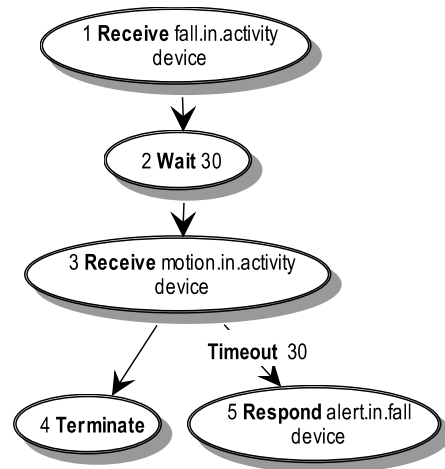 1 Receive fall.in.activity
device
2 Wait 30
3 Receive motion.in.activity
device
Timeout 30
4 Terminate
5 Respond alert.in.fall
device